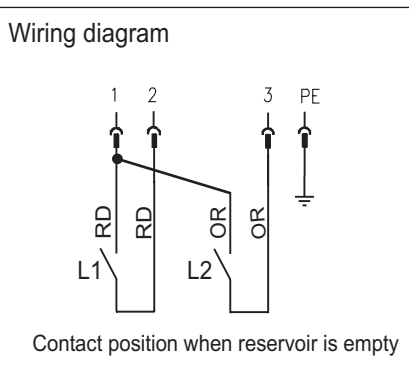 Wiring diagram
1 2 3 PE
RD RD OR OR
L1 L2
Contact position when reservoir is empty